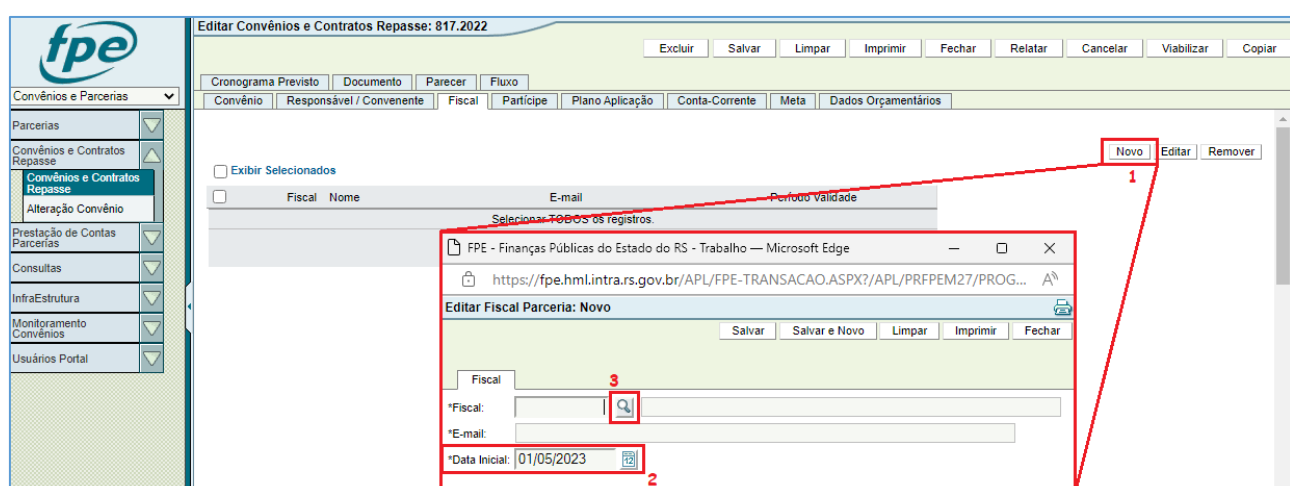 fpe
Editar Convênios e Contratos Repasse: 817.2022
Excluir Salvar Limpar Imprimir Fechar Relatar Cancelar Viabilizar Copiar
Cronograma Previsto Documento Parecer Fluxo
Convênios e Parcerias
Convênio Responsável / Convenente Fiscal Partícipe Plano Aplicação Conta-Corrente Meta Dados Orçamentários
Parcerias
Convênios e Contratos
Repasse
Convênios e Contratos
Repasse
Alteração Convênio
Prestação de Contas
Parcerias
Consultas
InfraEstrutura
Monitoramento
Convênios
Usuários Portal
Novo Editar Remover
1
Exibir Selecionados
Fiscal Nome E-mail Período Validade
Selecionar TODOS os registros.
FPE - Finanças Públicas do Estado do RS - Trabalho — Microsoft Edge
https://fpe.hml.intra.rs.gov.br/APL/FPE-TRANSACAO.ASPX?/APL/PRFPEM27/PROG...
Editar Fiscal Parceria: Novo
Salvar Salvar e Novo Limpar Imprimir Fechar
Fiscal
3
*Fiscal:
*E-mail:
*Data Inicial: 01/05/2023 12
2